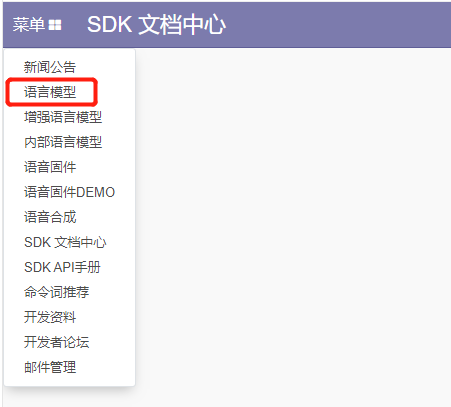 菜单 SDK 文档中心
新闻公告
语言模型
增强语言模型
内部语言模型
语音固件
语音固件DEMO
语音合成
SDK 文档中心
SDK API手册
命令词推荐
开发资料
开发者论坛
邮件管理